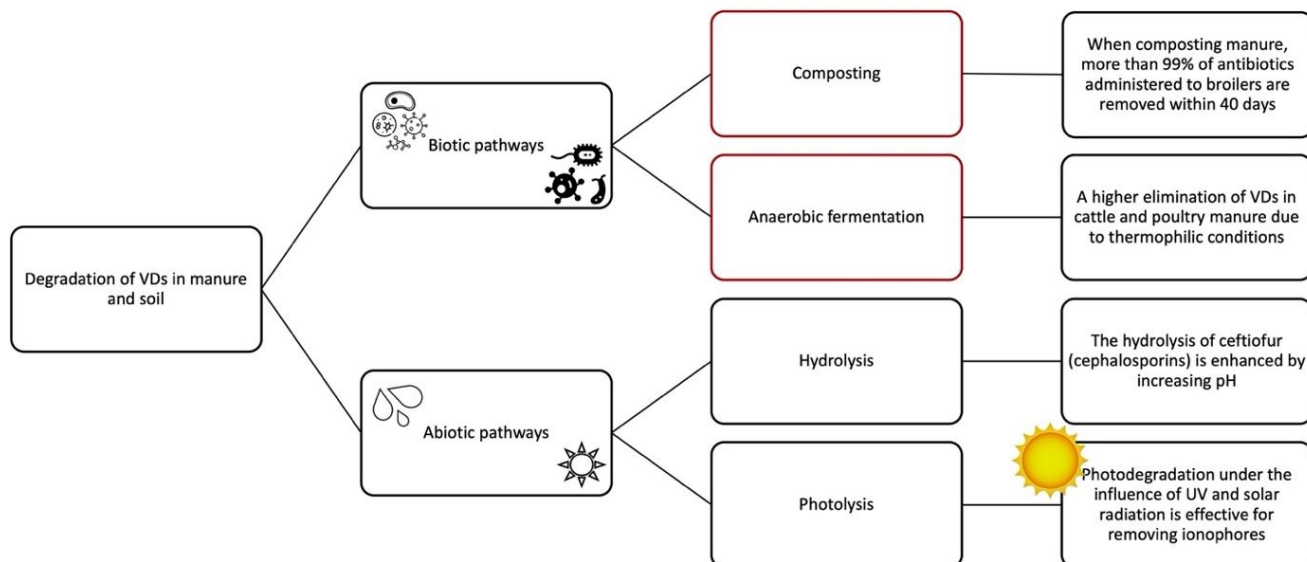 Degradation of VDs in manure
and soil
Biotic pathways
Abiotic pathways
Composting
Anaerobic fermentation
Hydrolysis
Photolysis
When composting manure,
more than 99% of antibiotics
administered to broilers are
removed within 40 days
A higher elimination of VDs in
cattle and poultry manure due
to thermophilic conditions
The hydrolysis of ceftiofur
(cephalosporins) is enhanced by
increasing pH
Photodegradation under the
influence of UV and solar
radiation is effective for
removing ionophores